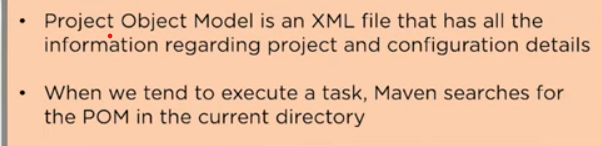 • Project Object Model is an XML file that has all the
information regarding project and configuration details
• When we tend to execute a task, Maven searches for
the POM in the current directory